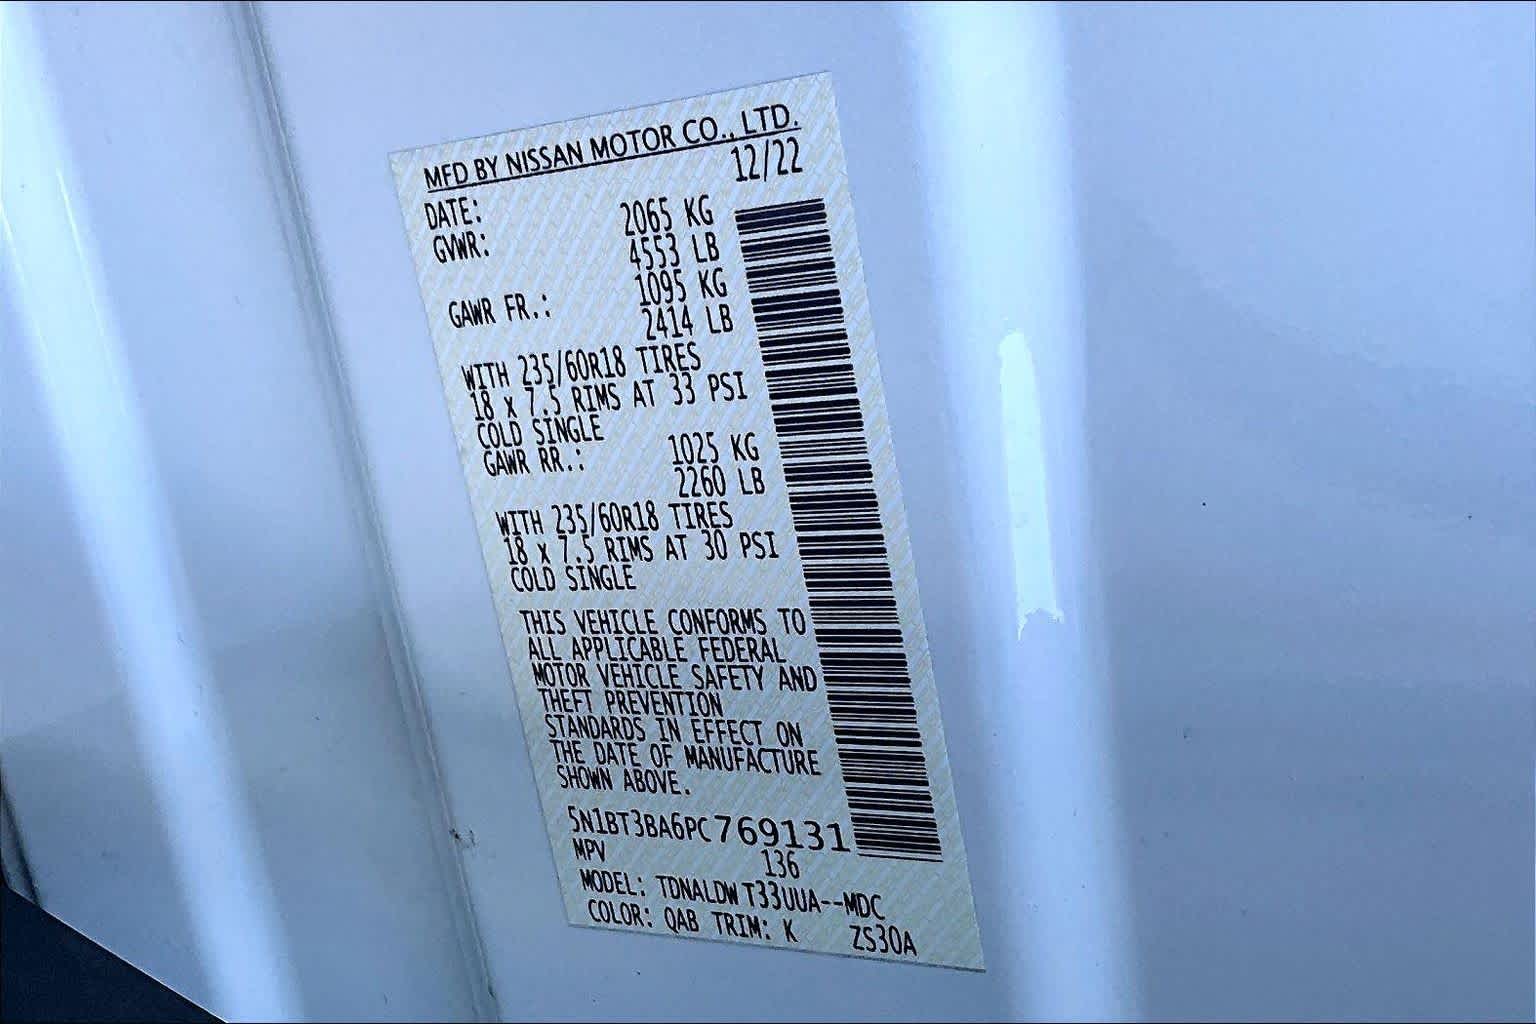 MFD BY NISSAN MOTOR CO., LTD.
DATE: 12/22
GVWR: 2065 KG
4553 LB
GAWR FR.: 1095 KG
2414 LB
WITH 235/60R18 TIRES
18 x 7.5 RIMS AT 33 PSI
COLD SINGLE
GAWR RR.: 1025 KG
2260 LB
WITH 235/60R18 TIRES
18 x 7.5 RIMS AT 30 PSI
COLD SINGLE
THIS VEHICLE CONFORMS TO
ALL APPLICABLE FEDERAL
MOTOR VEHICLE SAFETY AND
THEFT PREVENTION
STANDARDS IN EFFECT ON
THE DATE OF MANUFACTURE
SHOWN ABOVE.
5N1BT3BA6PC769131
MPV 136
MODEL: TDNALDWT33UUA--MDC
COLOR: QAB TRIM: K ZS30A